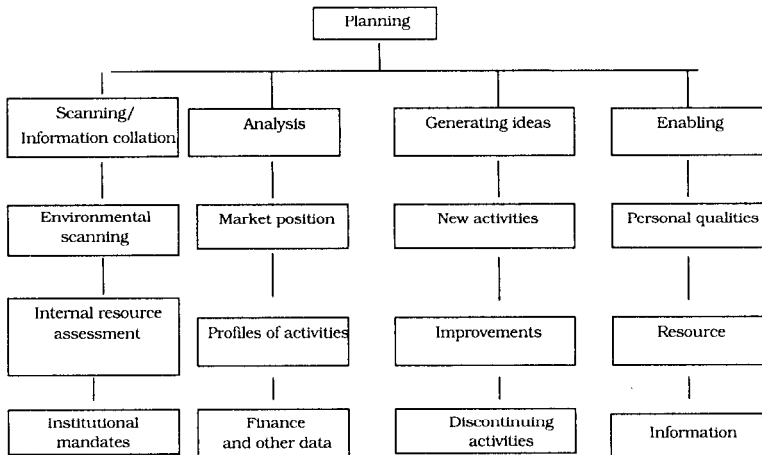 Planning
Scanning/
Information collation
Analysis
Generating ideas
Enabling
Environmental
scanning
Market position
New activities
Personal qualities
Internal resource
assessment
Profiles of activities
Improvements
Resource
Institutional
mandates
Finance
and other data
Discontinuing
activities
Information